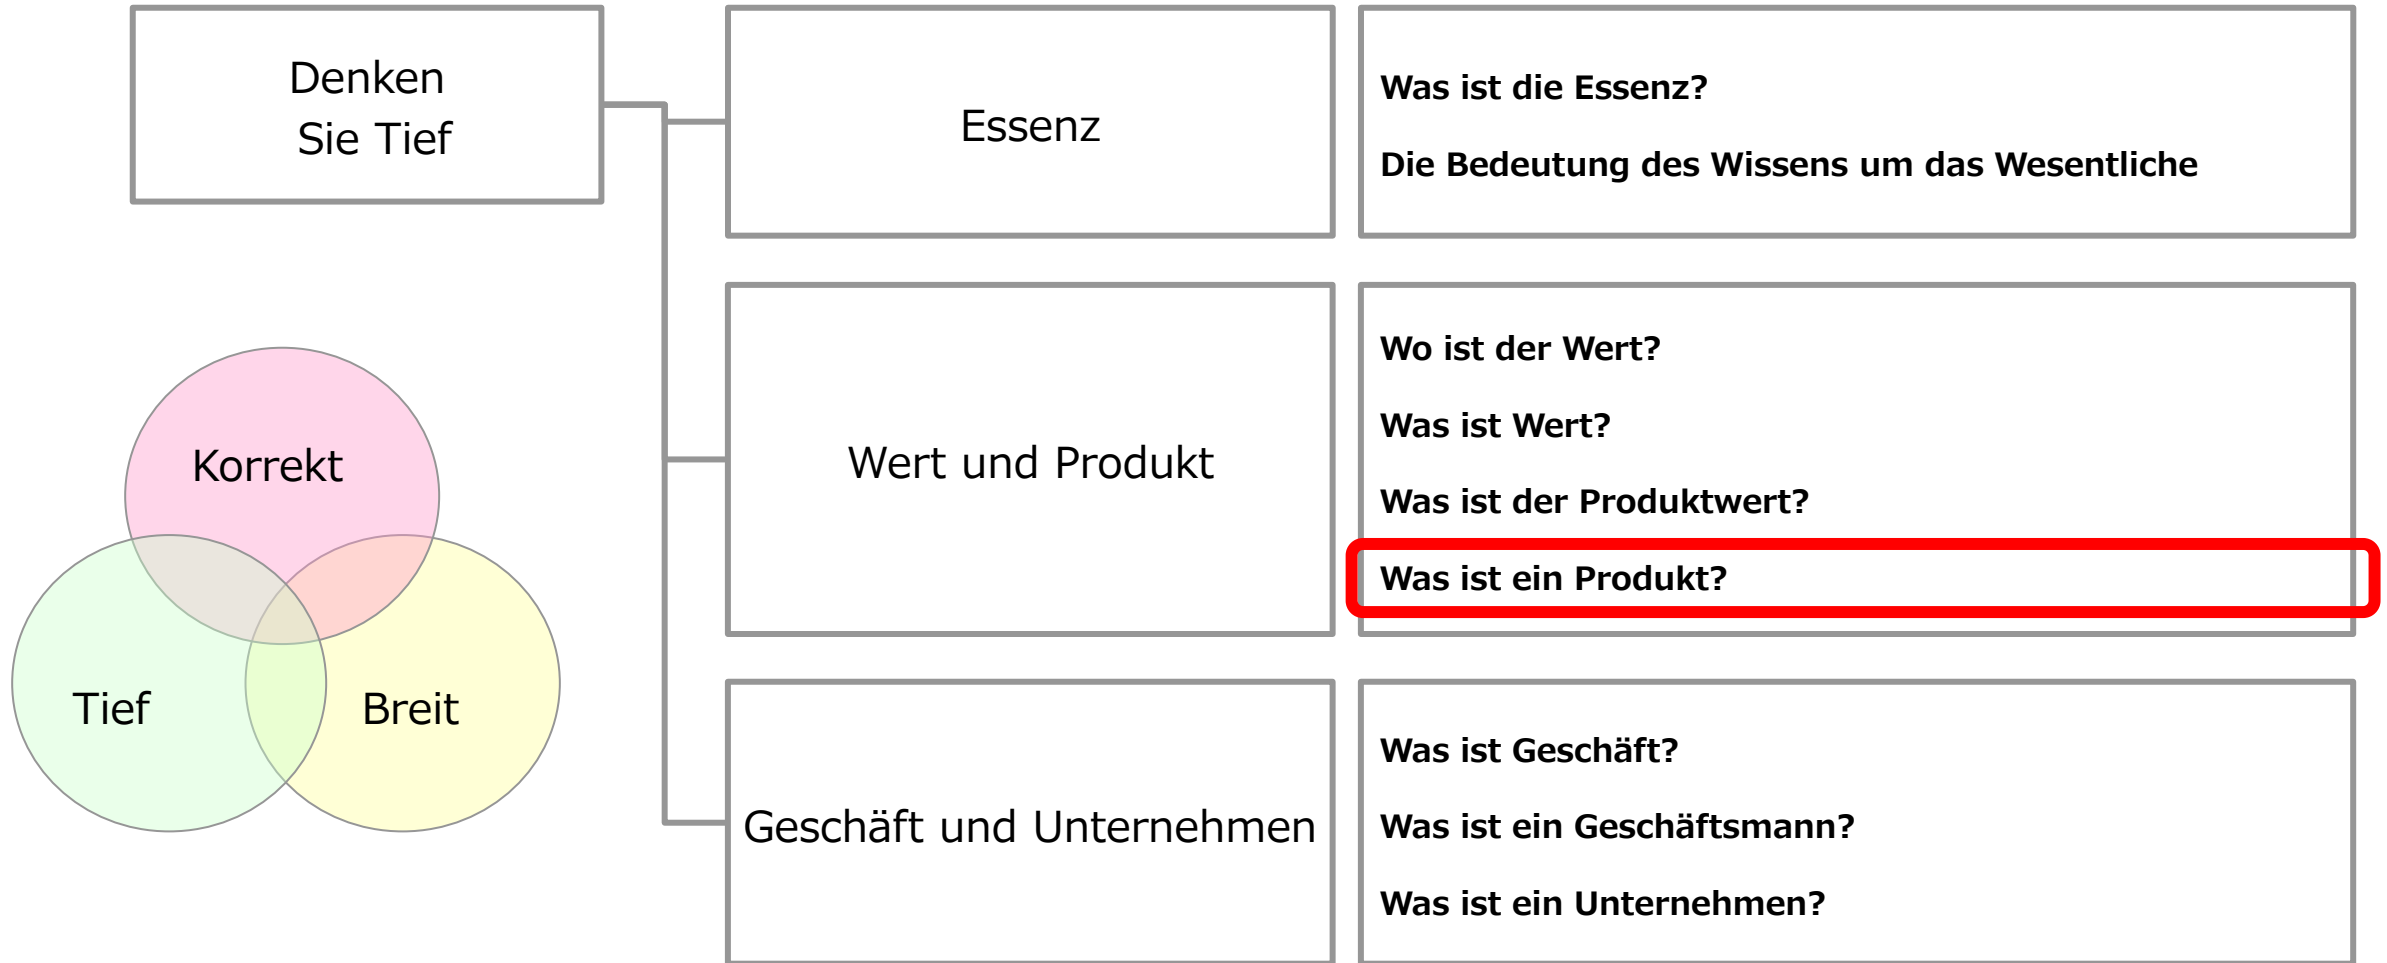 Denken
Sie Tief
Essenz
Was ist die Essenz?
Die Bedeutung des Wissens um das Wesentliche
Wert und Produkt
Wo ist der Wert?
Was ist Wert?
Was ist der Produktwert?
Was ist ein Produkt?
Geschäft und Unternehmen
Was ist Geschäft?
Was ist ein Geschäftsmann?
Was ist ein Unternehmen?
Korrekt
Tief
Breit